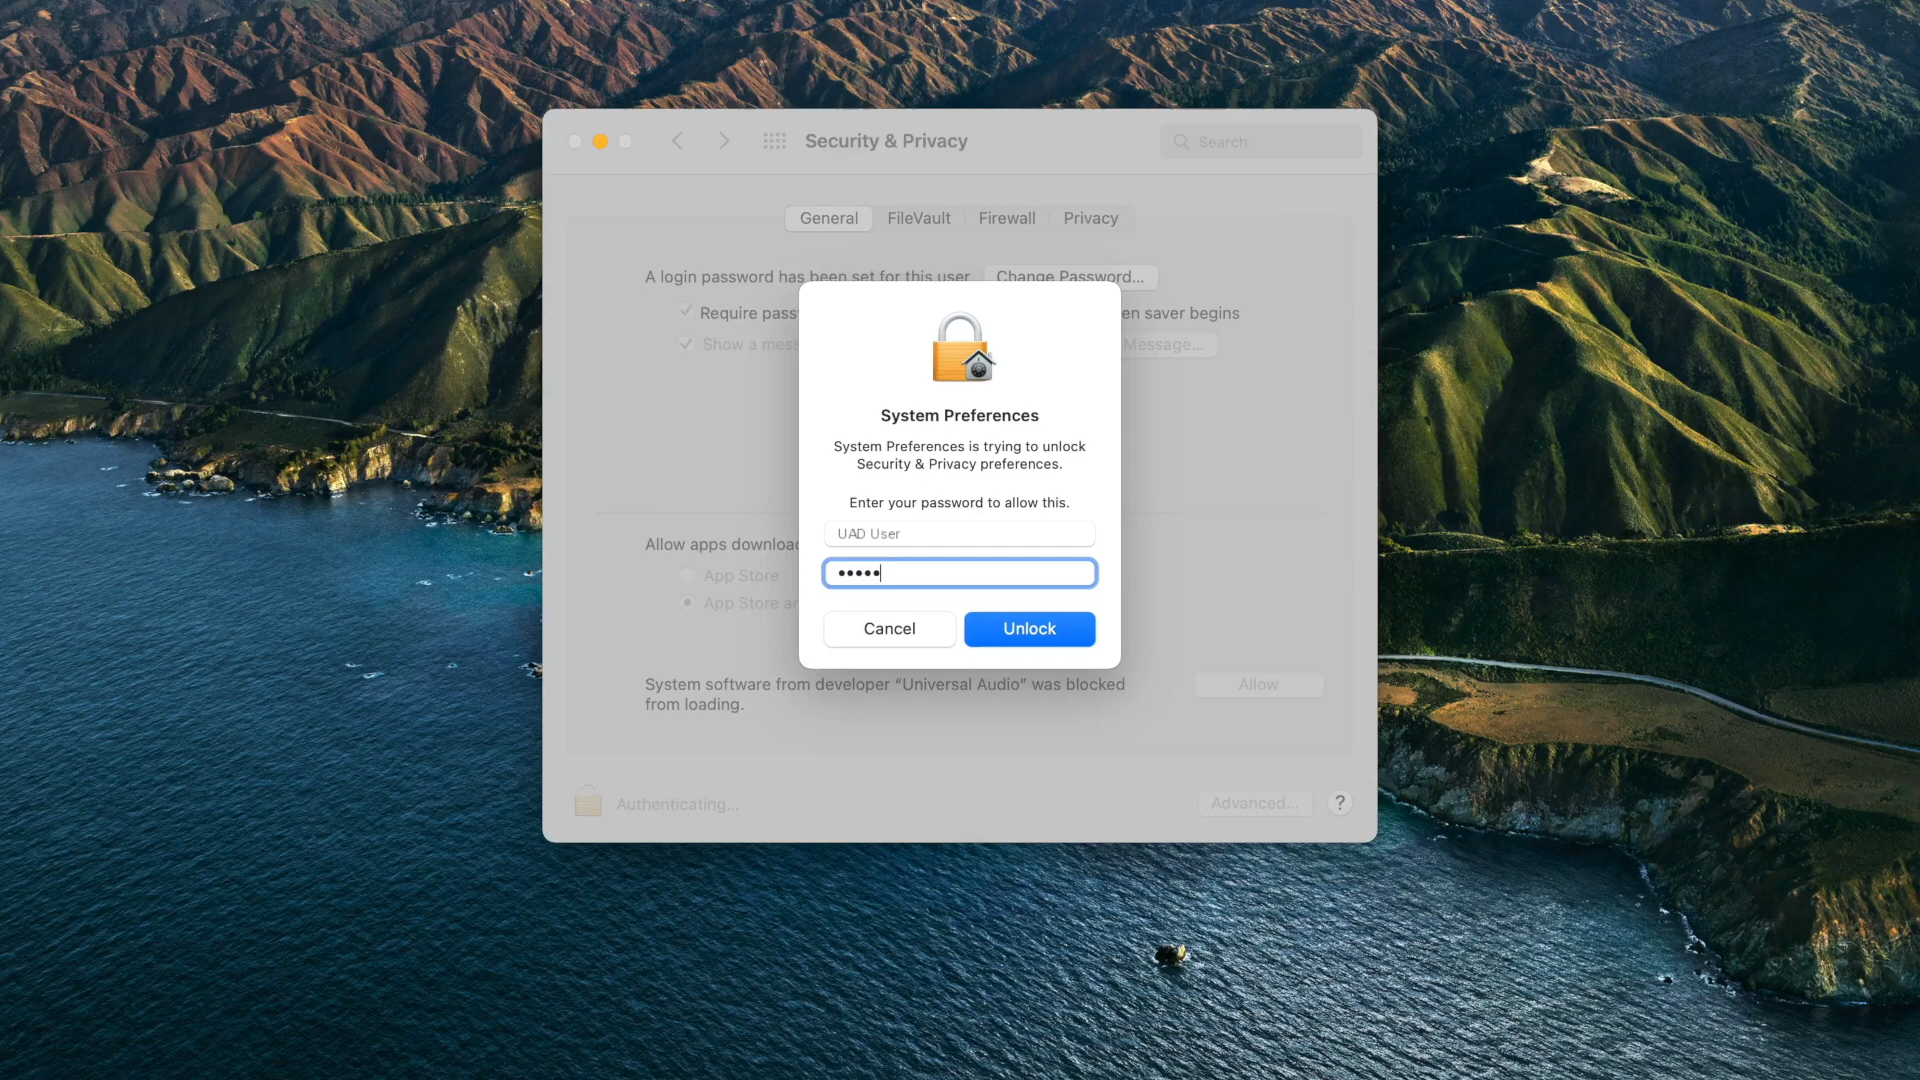 Security & Privacy
Search
General
FileVault
Firewall
Privacy
A login password has been set for this user
Change Password...
Require pass
en saver begins
Show a mess
Message...
System Preferences
System Preferences is trying to unlock
Security & Privacy preferences.
Enter your password to allow this.
UAD User
•••••
Cancel
Unlock
Allow apps downloa
App Store
App Store an
System software from developer “Universal Audio” was blocked
from loading.
Allow
Authenticating...
Advanced...
?